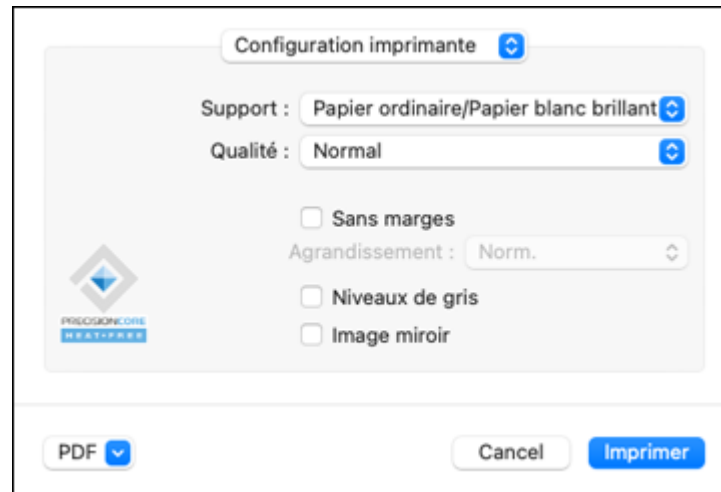 Configuration imprimante
Support : Papier ordinaire/Papier blanc brillant
Qualité : Normal
Sans marges
Agrandissement : Norm.
Niveaux de gris
Image miroir
PRECISIONCORE
HEAT-FREE
PDF Cancel Imprimer